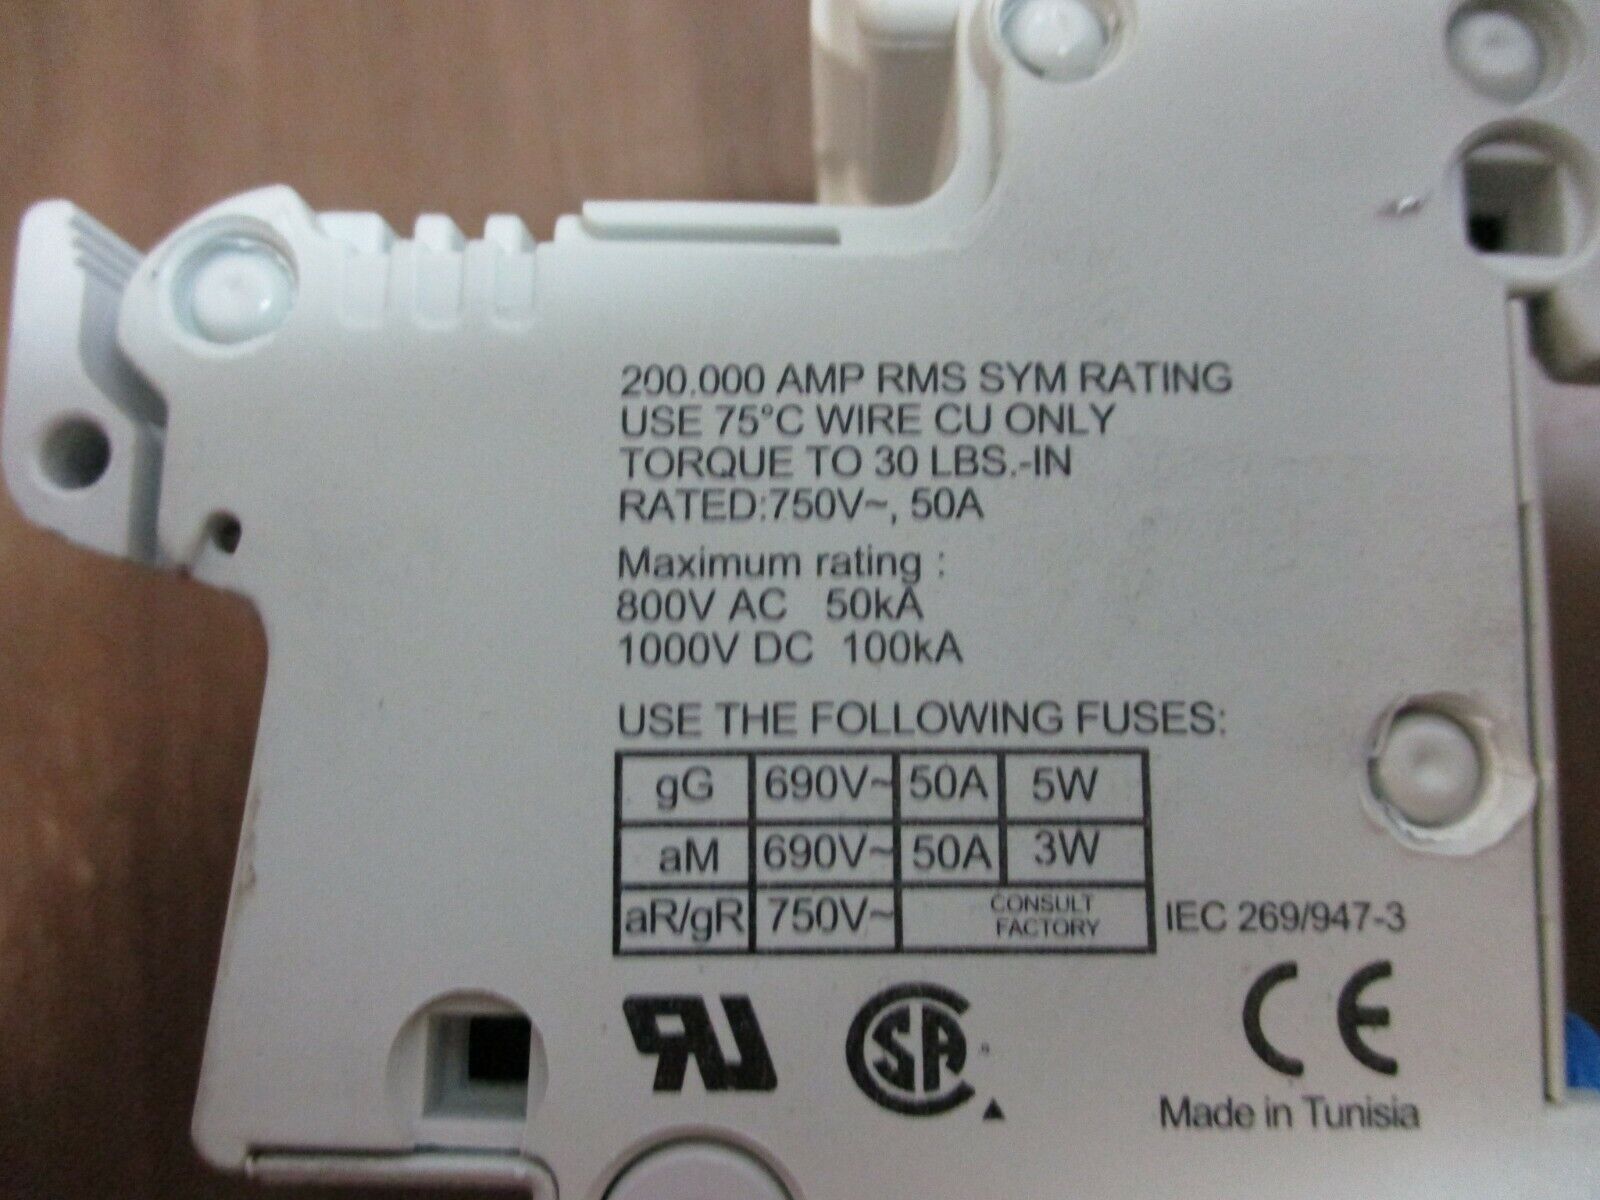 200.000 AMP RMS SYM RATING
USE 75°C WIRE CU ONLY
TORQUE TO 30 LBS.-IN
RATED:750V~, 50A
Maximum rating :
800V AC 50kA
1000V DC 100kA
USE THE FOLLOWING FUSES:
gG 690V~ 50A 5W
aM 690V~ 50A 3W
aR/gR 750V~ CONSULT
FACTORY
IEC 269/947-3
RU SA CE
Made in Tunisia